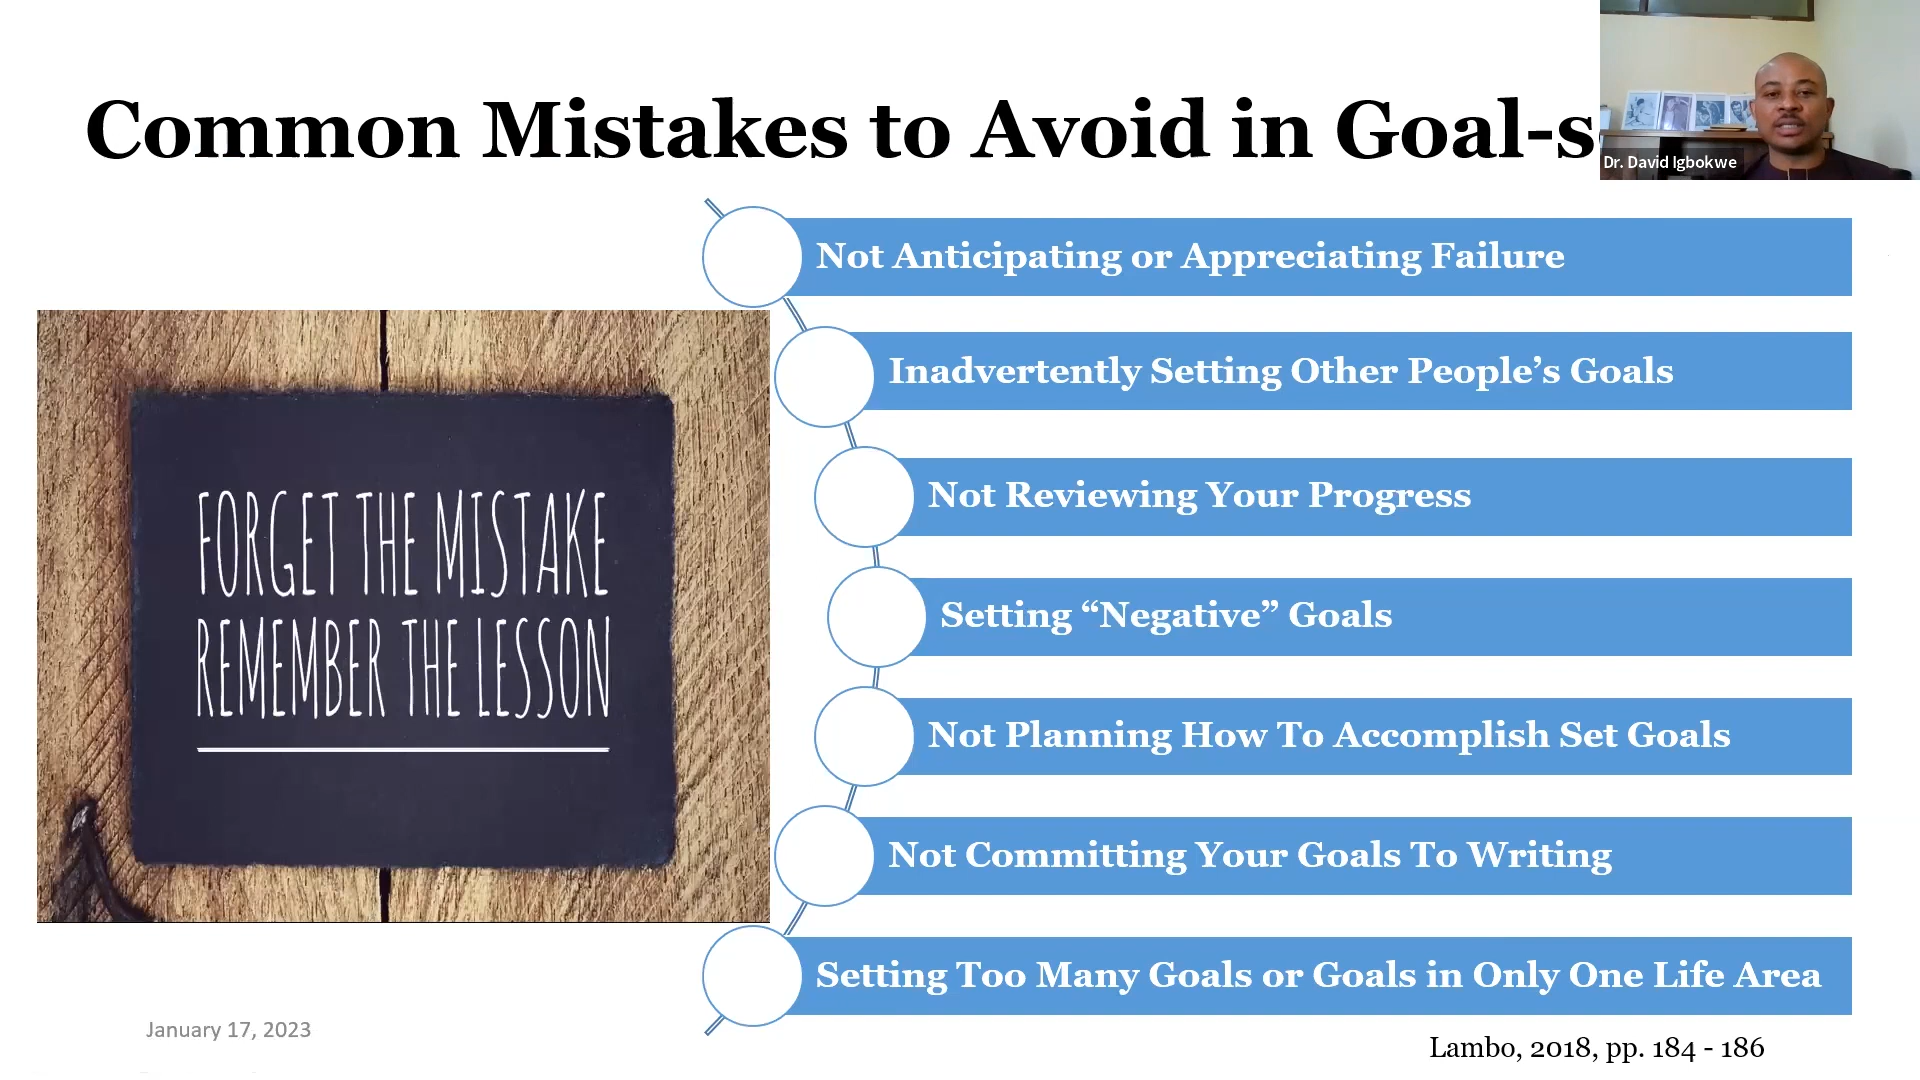 Common Mistakes to Avoid in Goal-s
Dr. David Igbokwe
Not Anticipating or Appreciating Failure
Inadvertently Setting Other People’s Goals
Not Reviewing Your Progress
Setting “Negative” Goals
Not Planning How To Accomplish Set Goals
Not Committing Your Goals To Writing
Setting Too Many Goals or Goals in Only One Life Area
FORGET THE MISTAKE
REMEMBER THE LESSON
January 17, 2023
Lambo, 2018, pp. 184 - 186